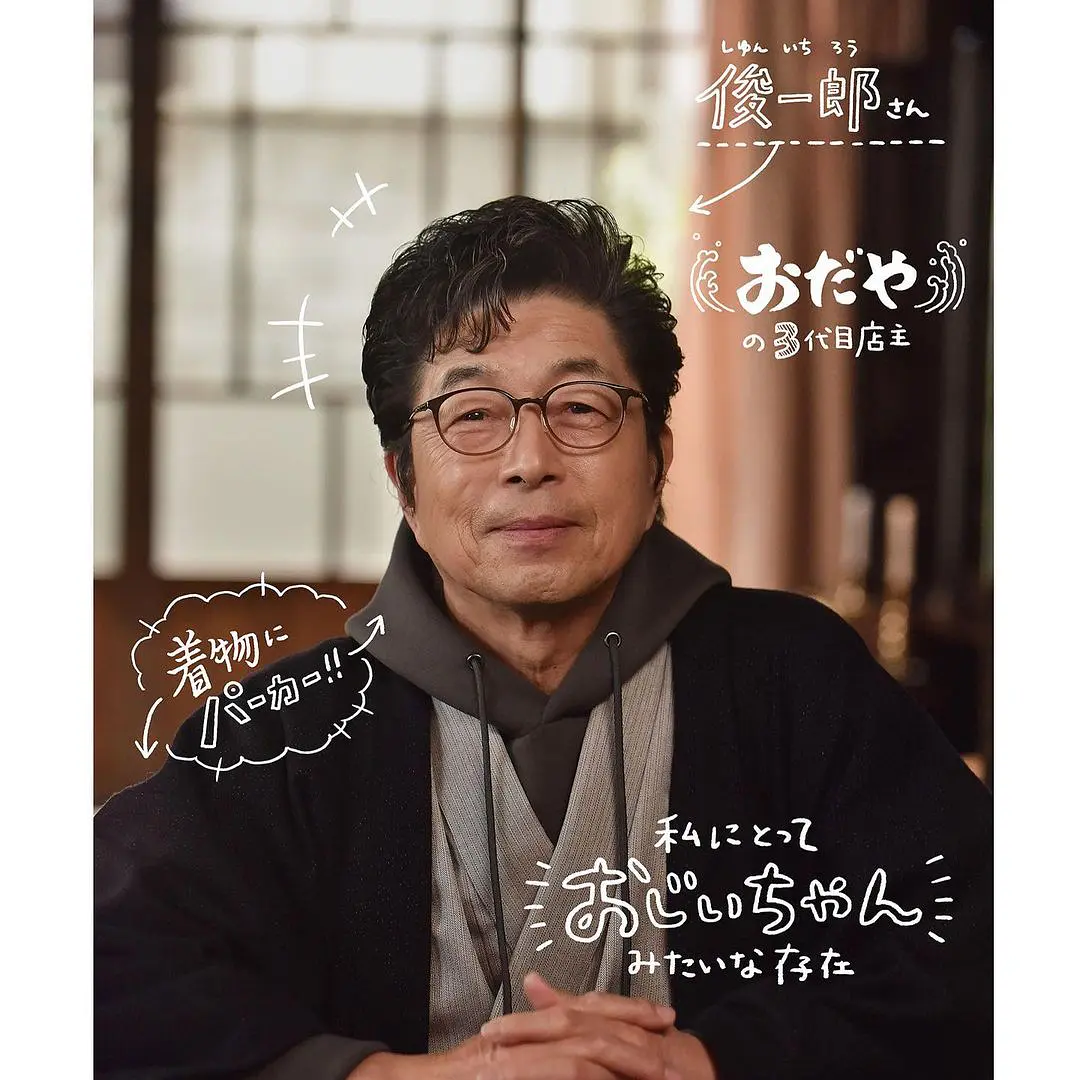 しゅん いち ろう
俊一郎さん
おだや
の3代目店主
着物に
パーカー!!
私にとって
おじいちゃん
みたいな存在